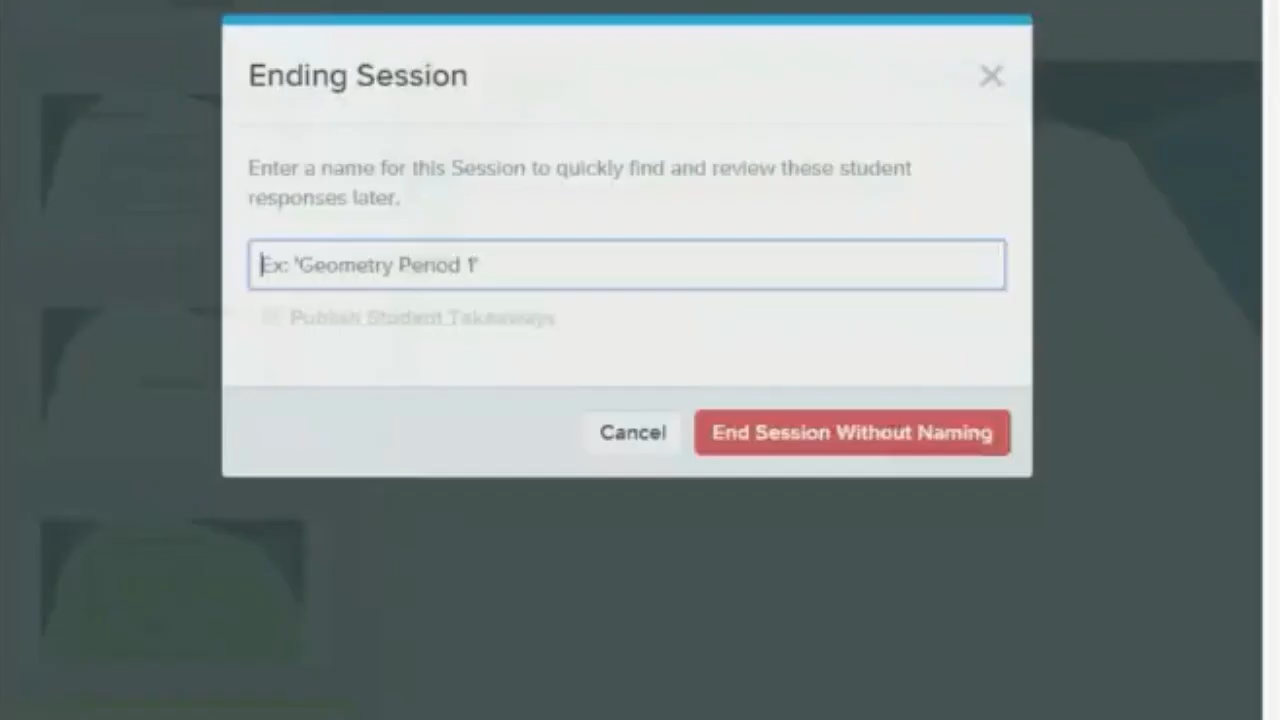 Ending Session
Enter a name for this Session to quickly find and review these student
responses later.
Ex: 'Geometry Period 1'
Publish Student Takeaways
Cancel
End Session Without Naming